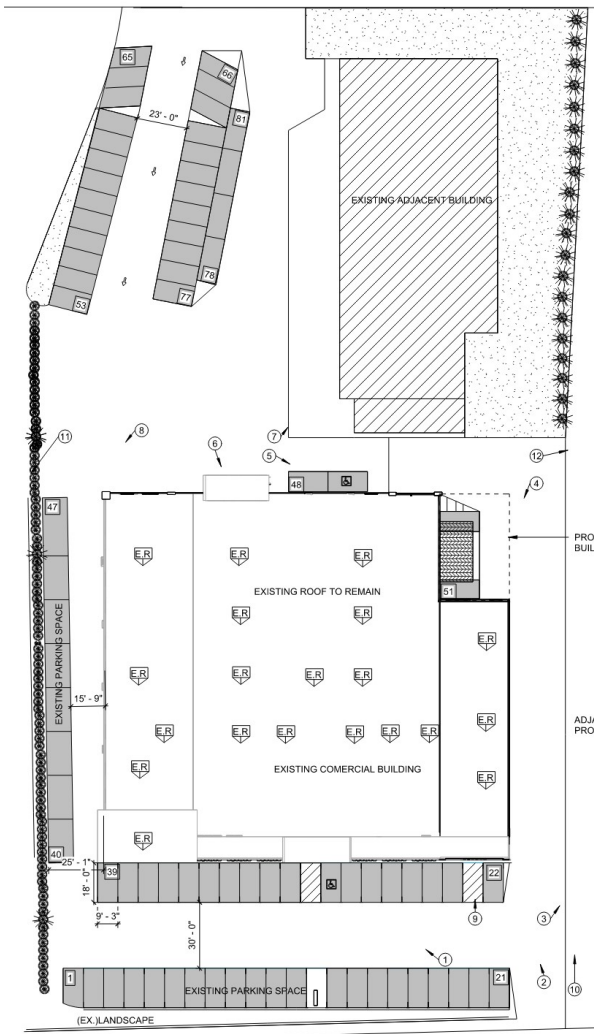 65
66
23' - 0"
81
EXISTING ADJACENT BUILDING
78
53
77
11
8
7
6
5
12
48
4
47
PRO
BUIL
E.R
E.R
E.R
EXISTING ROOF TO REMAIN
51
E.R
E.R
E.R
EXISTING PARKING SPACE
E.R
E.R
E.R
E.R
15' - 9"
E.R
E.R
E.R
E.R
E.R
E.R
E.R
ADJA
PRO
E.R
EXISTING COMERCIAL BUILDING
E.R
E.R
40
25' - 1"
39
22
18' - 0"
9' - 3"
9
3
30' - 0"
1
1
21
2
10
EXISTING PARKING SPACE
(EX.)LANDSCAPE